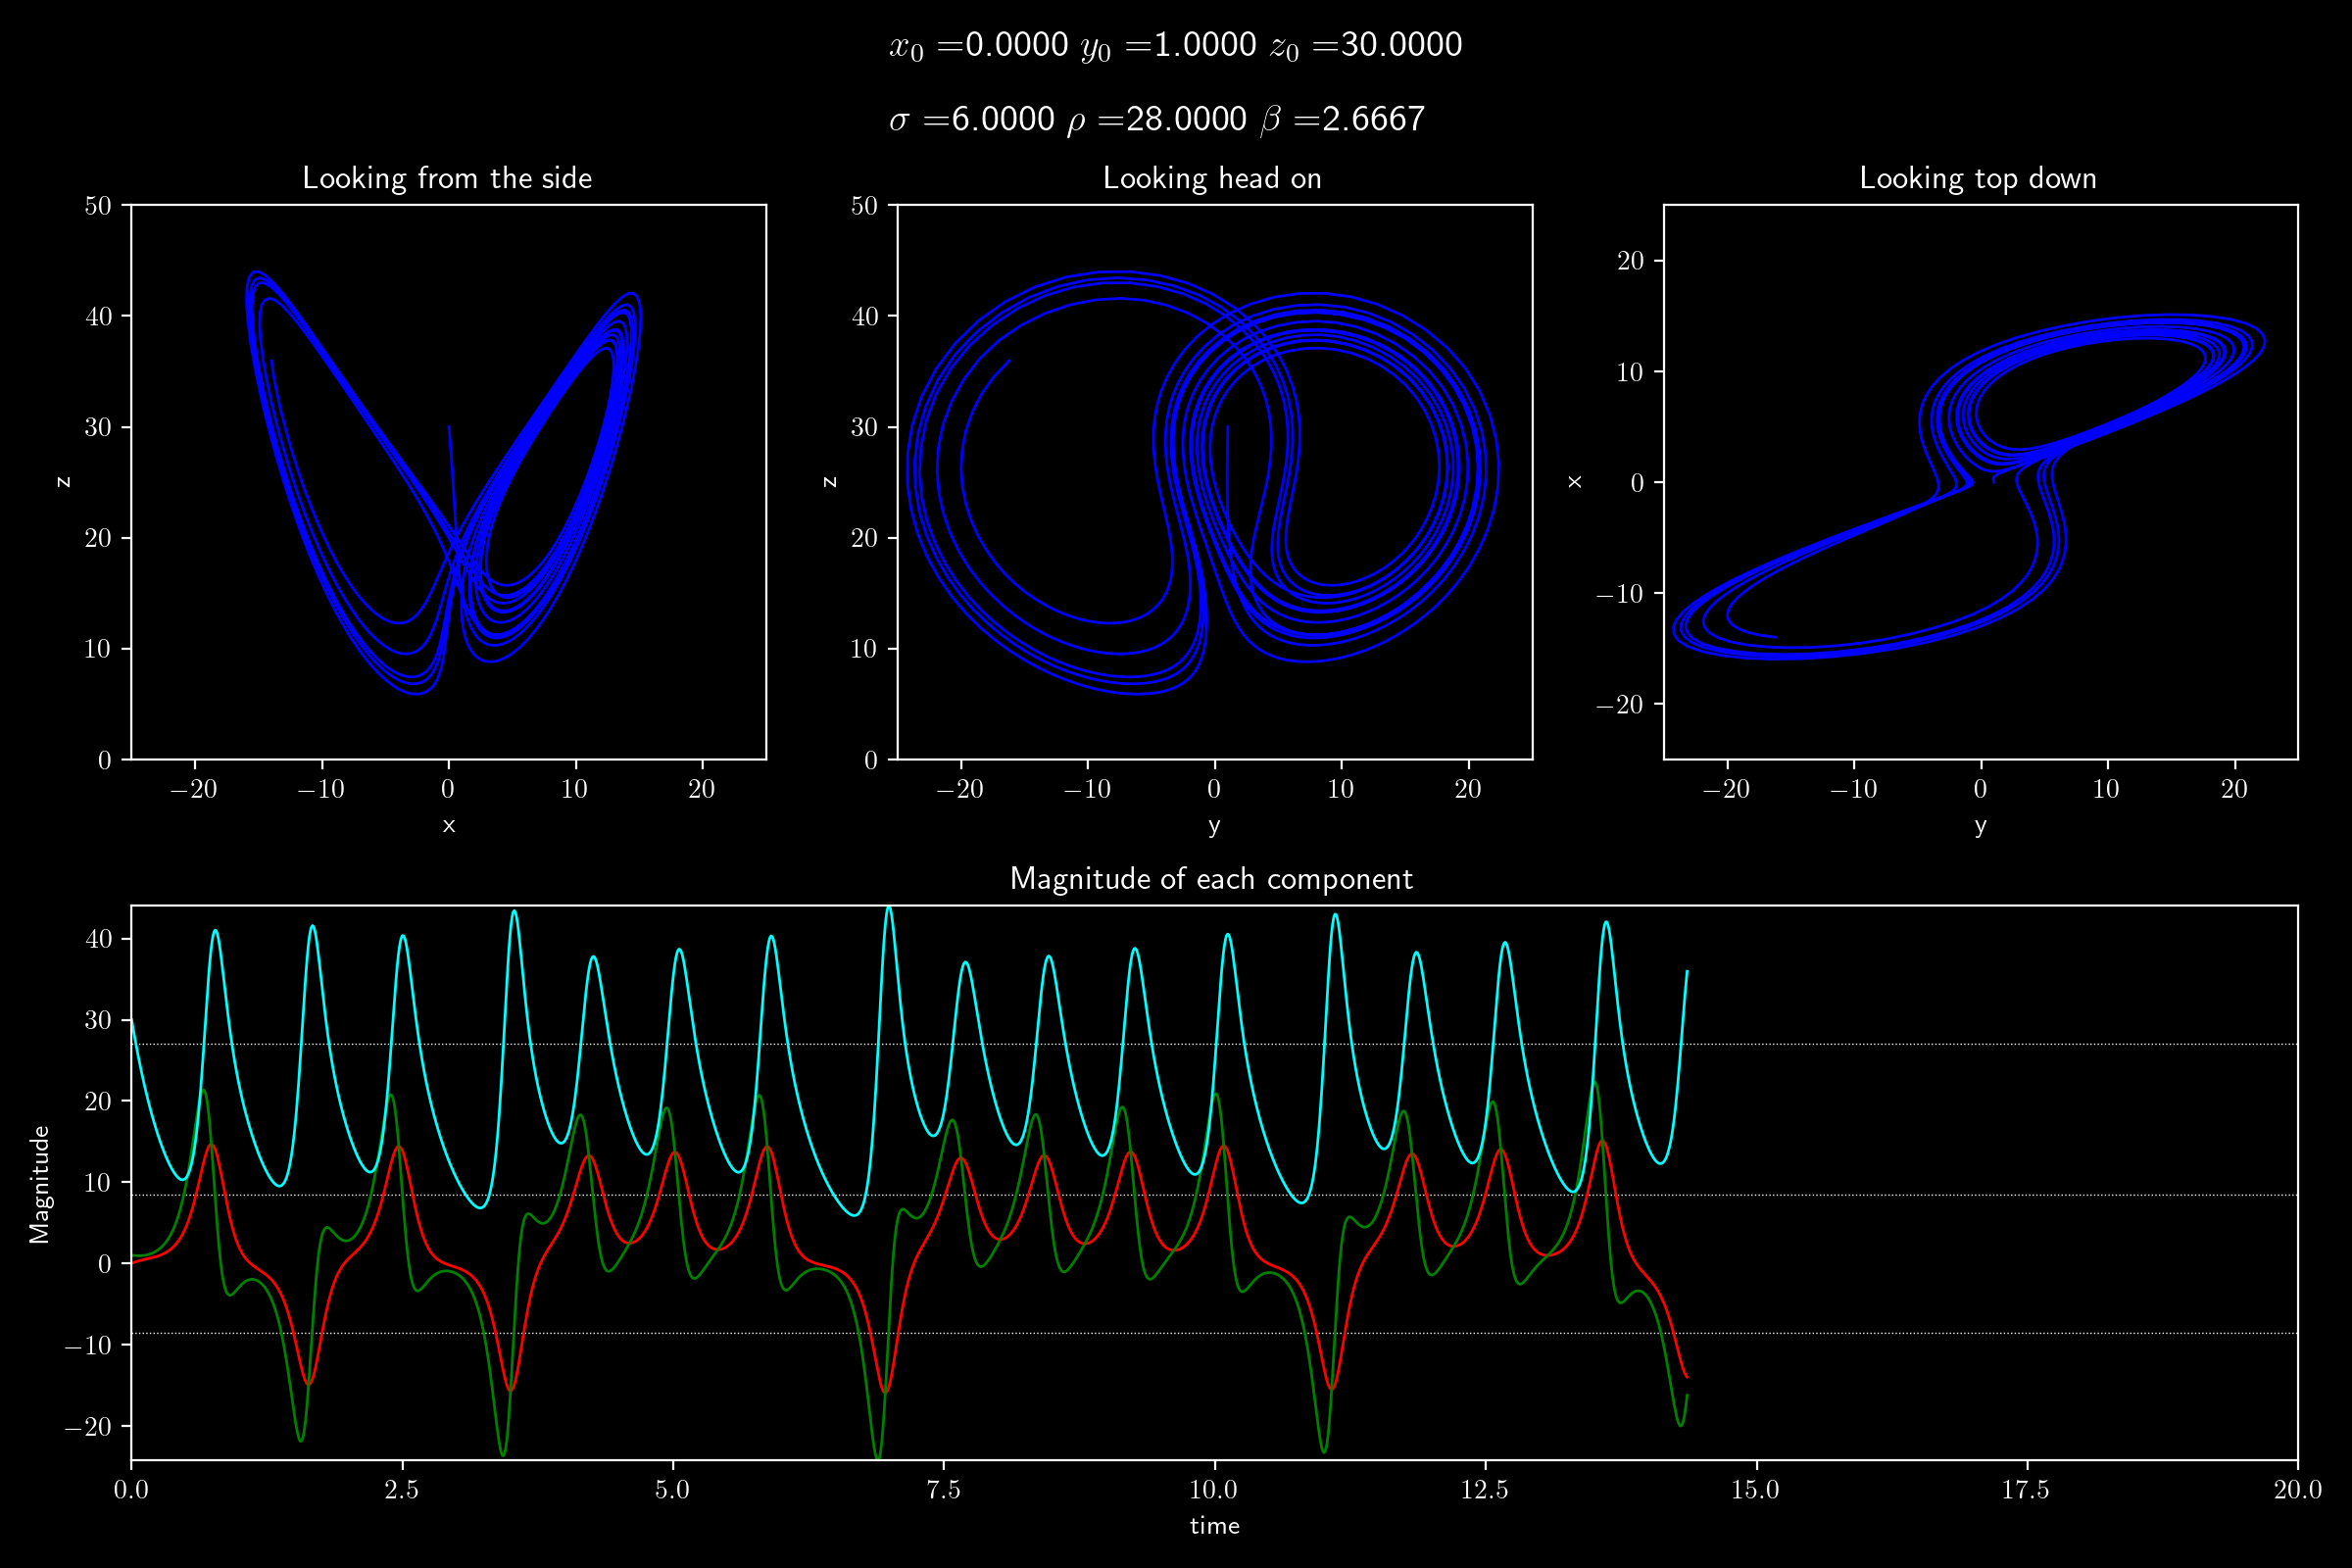 x₀ =0.0000 y₀ =1.0000 z₀ =30.0000
σ =6.0000 ρ =28.0000 β =2.6667
Looking from the side
50
40
30
20
10
0
z
−20 −10 0 10 20
x
Looking head on
50
40
30
20
10
0
z
−20 −10 0 10 20
y
Looking top down
20
10
0
−10
−20
x
−20 −10 0 10 20
y
Magnitude of each component
40
30
20
10
0
−10
−20
Magnitude
0.0 2.5 5.0 7.5 10.0 12.5 15.0 17.5 20.0
time